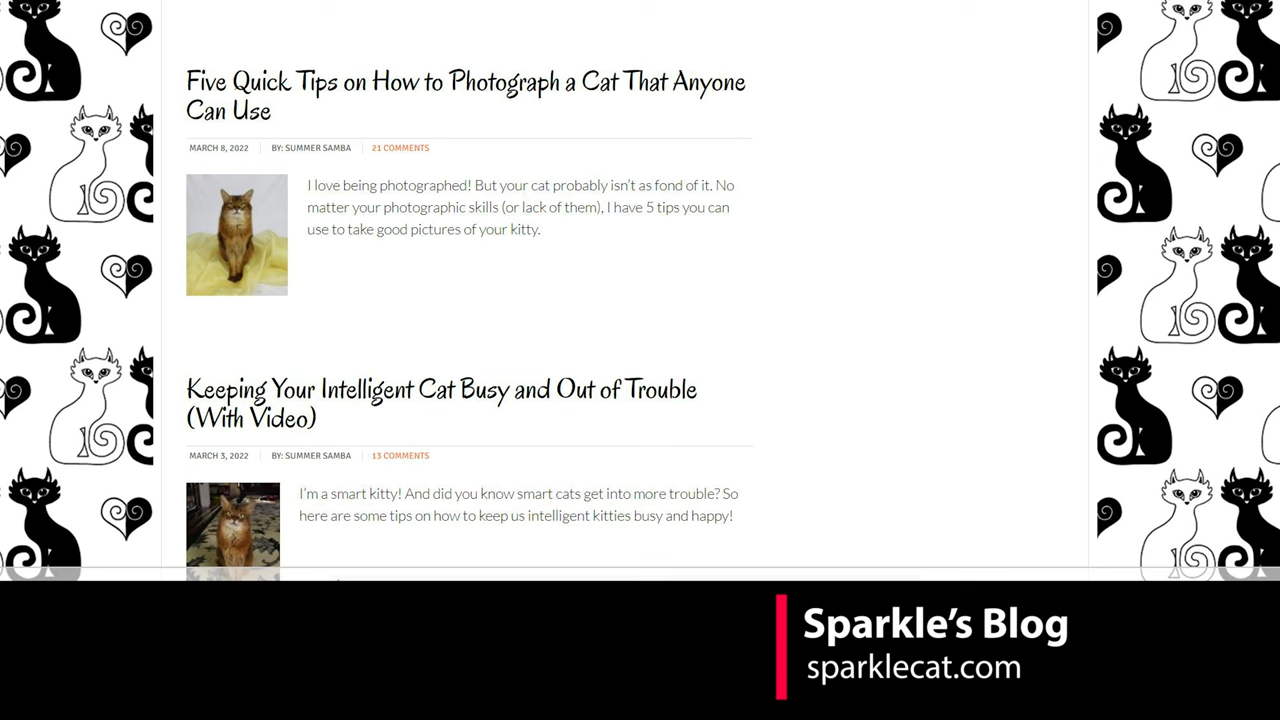 Five Quick Tips on How to Photograph a Cat That Anyone
Can Use
MARCH 8, 2022 BY: SUMMER SAMBA 21 COMMENTS
I love being photographed! But your cat probably isn't as fond of it. No
matter your photographic skills (or lack of them), I have 5 tips you can
use to take good pictures of your kitty.
Keeping Your Intelligent Cat Busy and Out of Trouble
(With Video)
MARCH 3, 2022 BY: SUMMER SAMBA 13 COMMENTS
I'm a smart kitty! And did you know smart cats get into more trouble? So
here are some tips on how to keep us intelligent kitties busy and happy!
Sparkle's Blog
sparklecat.com